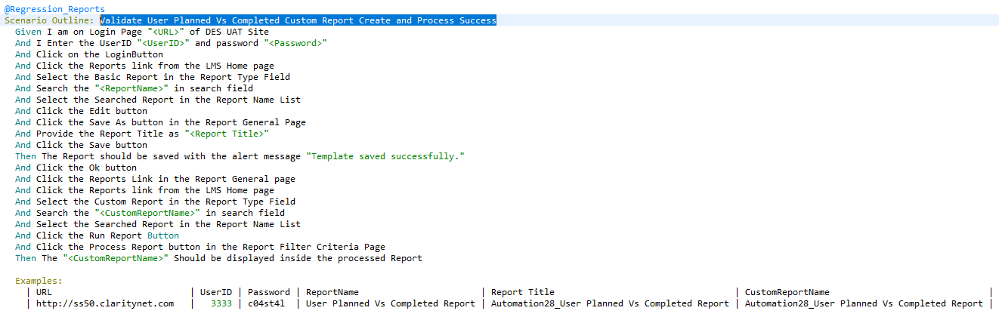 @Regression_Reports
Scenario Outline: Validate User Planned Vs Completed Custom Report Create and Process Success
Given I am on Login Page "<URL>" of DES UAT Site
And I Enter the UserID "<UserID>" and password "<Password>"
And Click on the LoginButton
And Click the Reports link from the LMS Home page
And Select the Basic Report in the Report Type Field
And Search the "<ReportName>" in search field
And Select the Searched Report in the Report Name List
And Click the Edit button
And Click the Save As button in the Report General Page
And Provide the Report Title as "<Report Title>"
And Click the Save button
Then The Report should be saved with the alert message "Template saved successfully."
And Click the Ok button
And Click the Reports Link in the Report General page
And Click the Reports link from the LMS Home page
And Select the Custom Report in the Report Type Field
And Search the "<CustomReportName>" in search field
And Select the Searched Report in the Report Name List
And Click the Run Report Button
And Click the Process Report button in the Report Filter Criteria Page
Then The "<CustomReportName>" Should be displayed inside the processed Report
Examples:
| URL | UserID | Password | ReportName | Report Title | CustomReportName |
| http://ss50.claritynet.com | 3333 | c04st4l | User Planned Vs Completed Report | Automation28_User Planned Vs Completed Report | Automation28_User Planned Vs Completed Report |